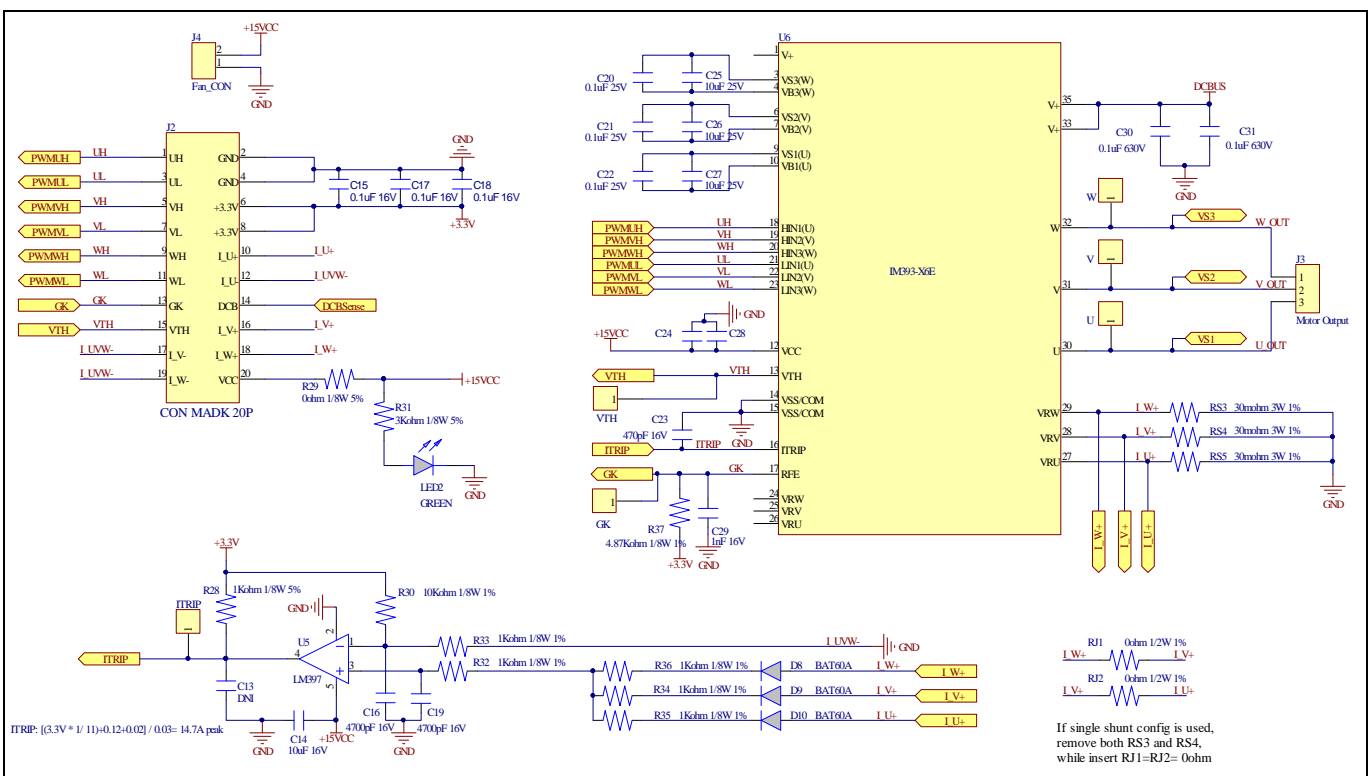 +15VCC
J4
2
1
Fan_CON
GND
J2
PWMUH UH 1 UH GND 2
PWMUL UL 3 UL GND 4
PWMVH VH 5 VH +3.3V 6
PWMVL VL 7 VL +3.3V 8
PWMWH WH 9 WH I_U+ 10 I_U+
PWMWL WL 11 WL I_U- 12 I_UVW-
GK GK 13 GK DCB 14 DCBSense
VTH VTH 15 VTH I_V+ 16 I_V+
I_UVW- 17 I_V- I_W+ 18 I_W+
I_UVW- 19 I_W- VCC 20
CON MADK 20P
GND
C15
0.1uF 16V
C17
0.1uF 16V
C18
0.1uF 16V
+3.3V
R29
0ohm 1/8W 5%
+15VCC
R31
3Kohm 1/8W 5%
LED2
GREEN
GND
U6
IM393-X6E
1 V+
3 VS3(W)
4 VB3(W)
6 VS2(V)
7 VB2(V)
9 VS1(U)
10 VB1(U)
C20
0.1uF 25V
C25
10uF 25V
C21
0.1uF 25V
C26
10uF 25V
C22
0.1uF 25V
C27
10uF 25V
PWMUH UH 18 HIN1(U)
PWMVH VH 19 HIN2(V)
PWMWH WH 20 HIN3(W)
PWMUL UL 21 LIN1(U)
PWMVL VL 22 LIN2(V)
PWMWL WL 23 LIN3(W)
GND
C24
C28
+15VCC
12 VCC
VTH VTH 13 VTH
1
VTH
14 VSS/COM
15 VSS/COM
C23
470pF 16V
GND
ITRIP ITRIP 16 ITRIP
GK GK 17 RFE
1
GK
24 VRW
25 VRV
26 VRU
R37
4.87Kohm 1/8W 1%
C29
1nF 16V
+3.3V
GND
DCBUS
V+ 35
V+ 33
C30
0.1uF 630V
C31
0.1uF 630V
GND
W
1
VS3
W 32
W_OUT
V
1
VS2
V 31
V_OUT
U
1
VS1
U 30
U_OUT
J3
1
2
3
Motor Output
VRW 29 I_W+ RS3 30mohm 3W 1%
VRV 28 I_V+ RS4 30mohm 3W 1%
VRU 27 I_U+ RS5 30mohm 3W 1%
GND
I_W+
I_V+
I_U+
+3.3V
R28
1Kohm 1/8W 5%
R30 10Kohm 1/8W 1%
ITRIP
1
GND
ITRIP
U5
LM397
1
2
3
4
5
C13
DNI
GND
C14
10uF 16V
+15VCC
C16
4700pF 16V
C19
4700pF 16V
GND
R33 1Kohm 1/8W 1%
R32 1Kohm 1/8W 1%
I_UVW-
GND
R36 1Kohm 1/8W 1% D8 BAT60A I_W+ I_W+
R34 1Kohm 1/8W 1% D9 BAT60A I_V+ I_V+
R35 1Kohm 1/8W 1% D10 BAT60A I_U+ I_U+
ITRIP: [(3.3V * 1/ 11)+0.12+0.02] / 0.03= 14.7A peak
RJ1 0ohm 1/2W 1%
I_W+ I_V+
RJ2 0ohm 1/2W 1%
I_V+ I_U+
If single shunt config is used,
remove both RS3 and RS4,
while insert RJ1=RJ2= 0ohm